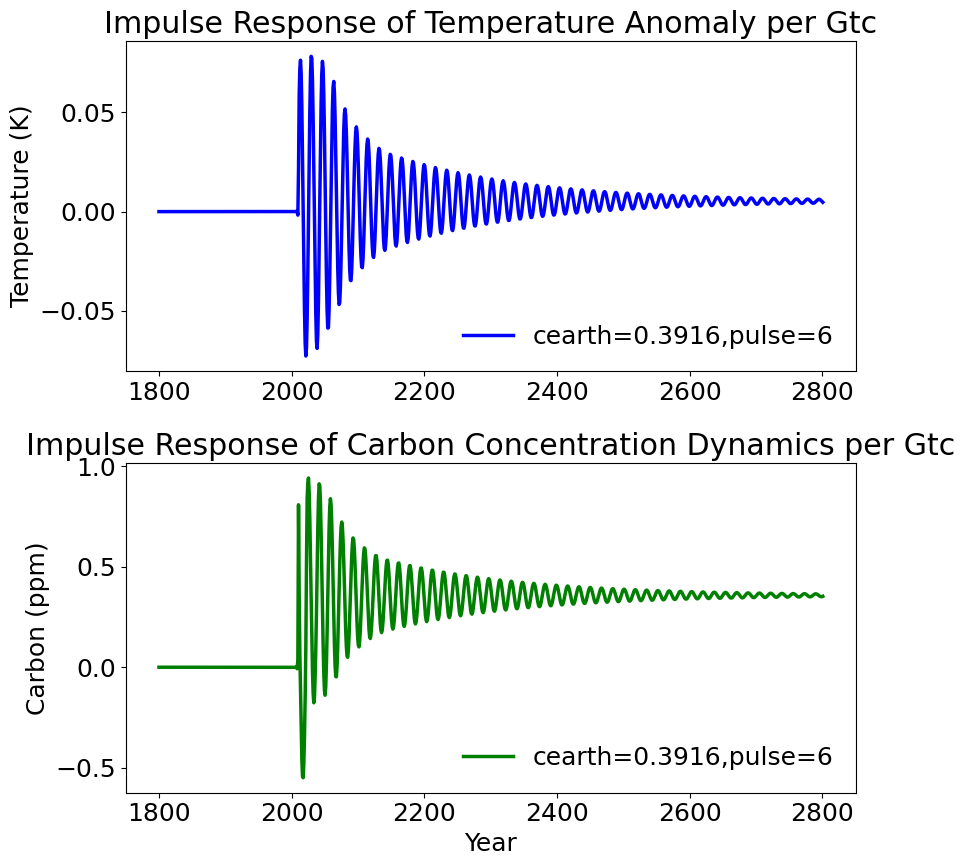 Impulse Response of Temperature Anomaly per Gtc
Temperature (K)
0.05
0.00
−0.05
cearth=0.3916,pulse=6
1800 2000 2200 2400 2600 2800
Impulse Response of Carbon Concentration Dynamics per Gtc
Carbon (ppm)
1.0
0.5
0.0
−0.5
cearth=0.3916,pulse=6
1800 2000 2200 2400 2600 2800
Year